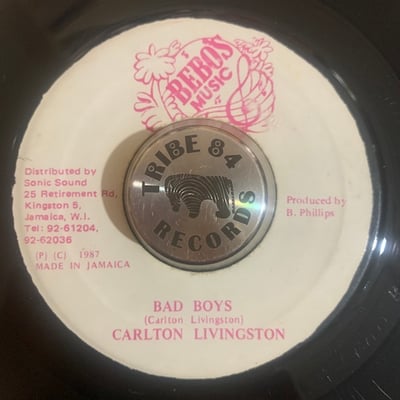 BEBO'S
MUSIC
Distributed by
Sonic Sound
25 Retirement Rd,
Kingston 5,
Jamaica, W.I.
Tel: 92-61204,
92-62036
(P) (C) 1987
MADE IN JAMAICA
TRIBE 84
RECORDS
Produced by
B. Phillips
BAD BOYS
(Carlton Livingston)
CARLTON LIVINGSTON